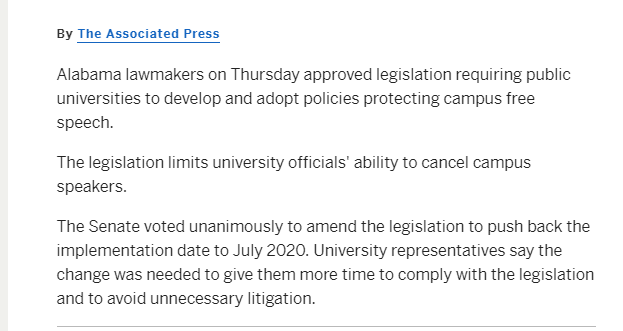 By The Associated Press
Alabama lawmakers on Thursday approved legislation requiring public
universities to develop and adopt policies protecting campus free
speech.
The legislation limits university officials' ability to cancel campus
speakers.
The Senate voted unanimously to amend the legislation to push back the
implementation date to July 2020. University representatives say the
change was needed to give them more time to comply with the legislation
and to avoid unnecessary litigation.